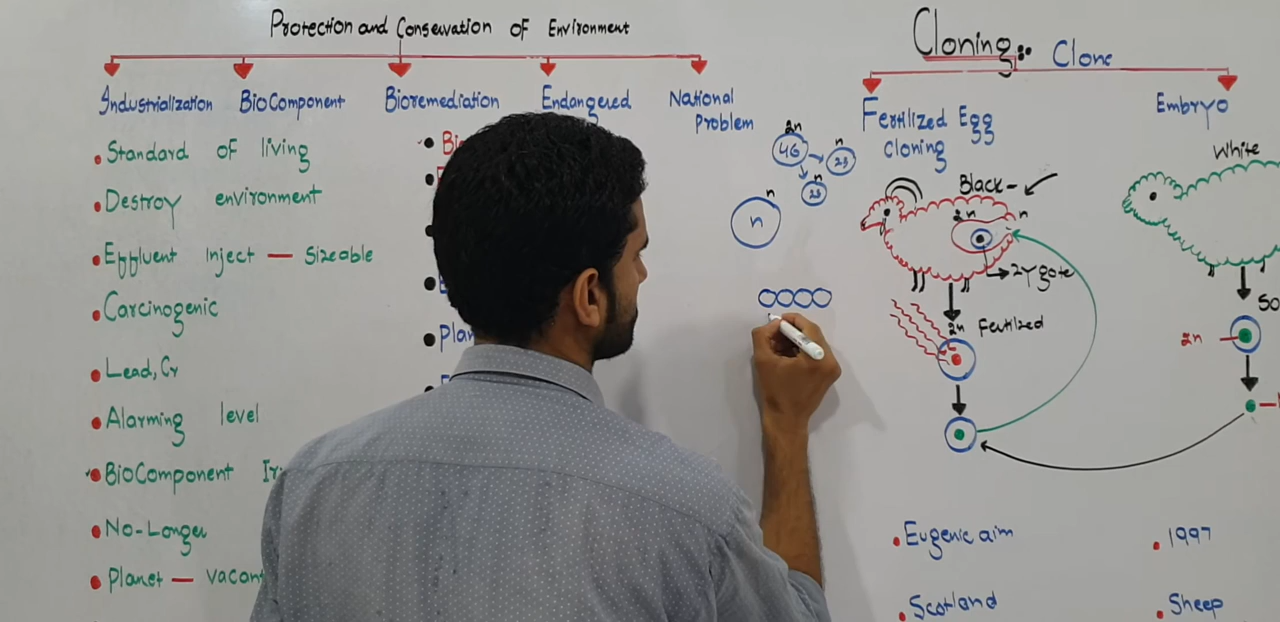 Protection and Conservation of Environment
Industrialization
BioComponent
Bioremediation
Endangered
National
Problem
Standard of living
Destroy environment
Effluent Inject — Sizeable
Carcinogenic
Lead, Cr
Alarming level
BioComponent
No-Longer
Planet —
2n
46
n
23
n
23
n
n
Cloning:
Clone
Fertilized Egg
cloning
Black-
2n
n
Zygote
2n Fertilized
Eugenic aim
Scotland
Embryo
White
2n
1997
Sheep